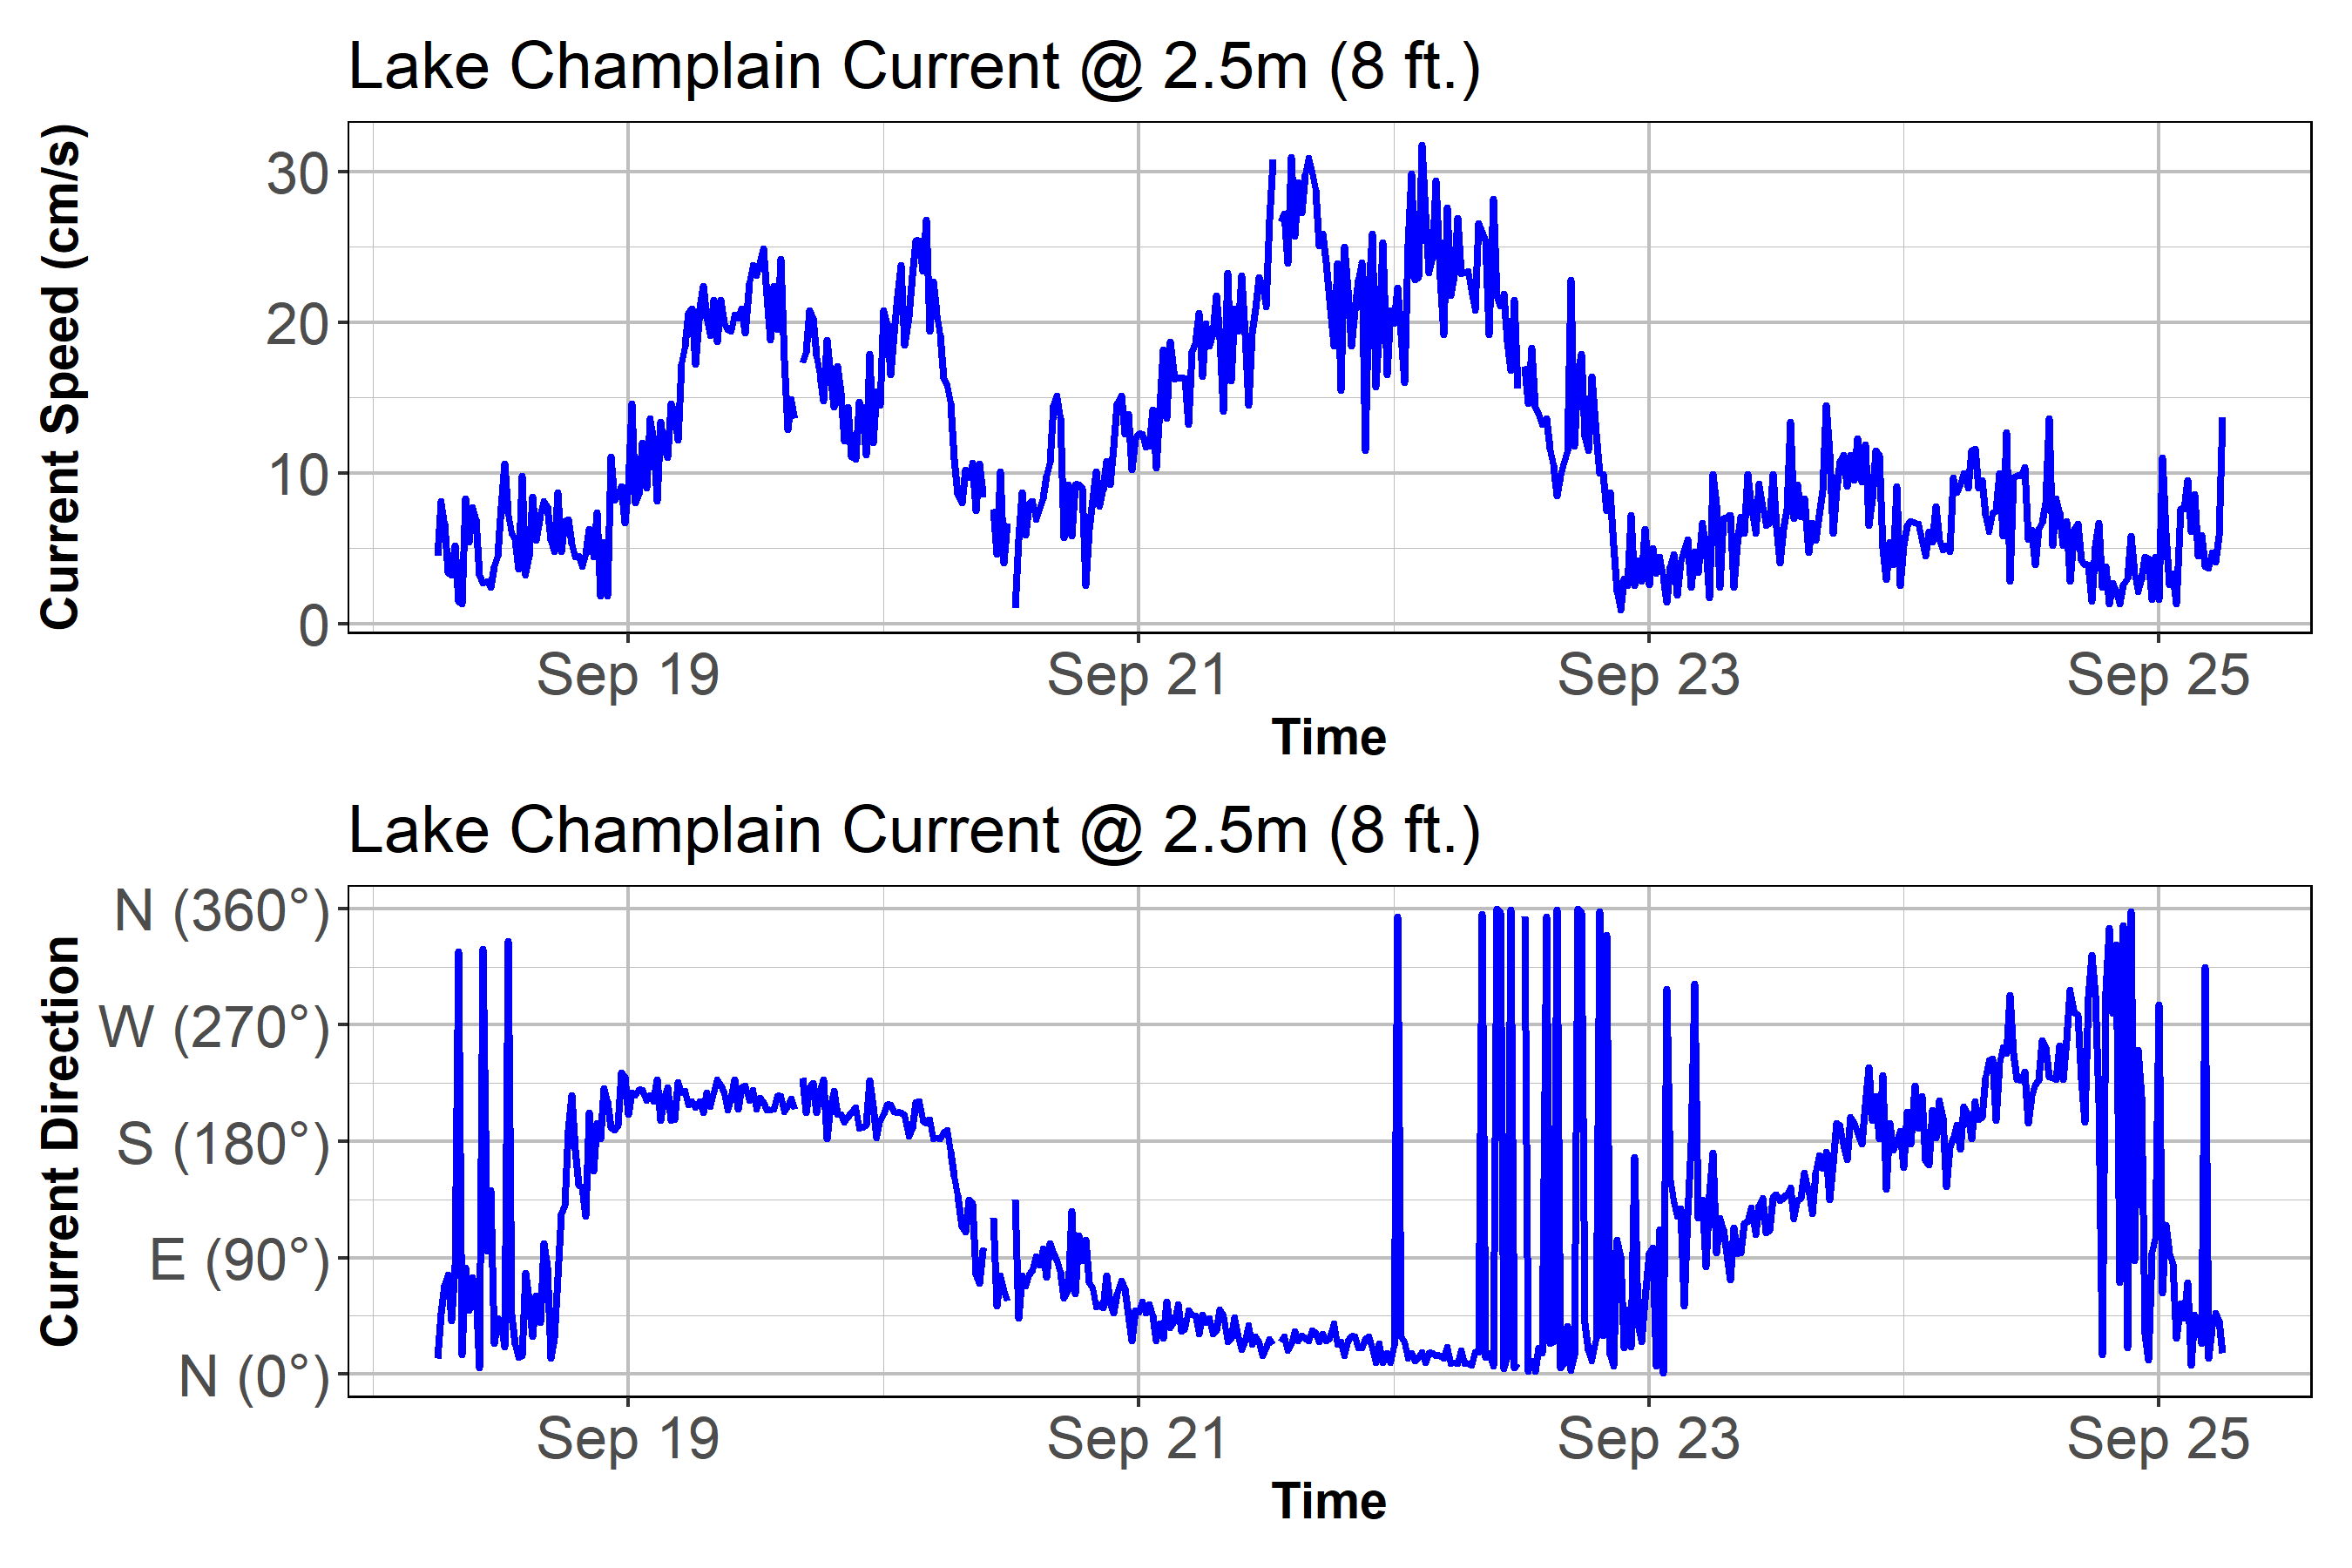 Lake Champlain Current @ 2.5m (8 ft.)
Current Speed (cm/s)
30
20
10
0
Sep 19 Sep 21 Sep 23 Sep 25
Time
Lake Champlain Current @ 2.5m (8 ft.)
Current Direction
N (360°)
W (270°)
S (180°)
E (90°)
N (0°)
Sep 19 Sep 21 Sep 23 Sep 25
Time